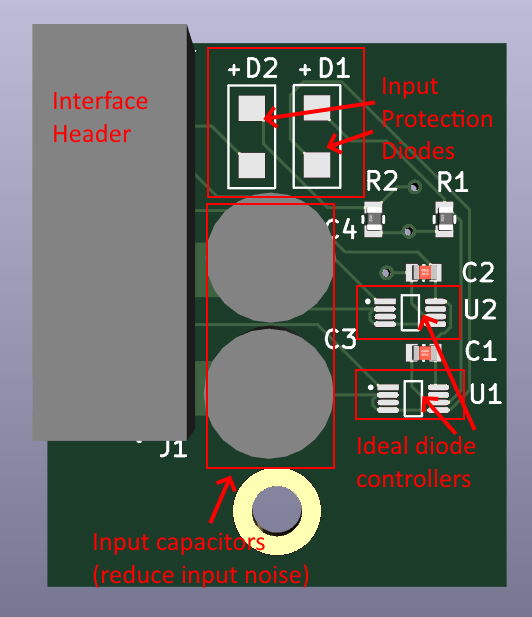 +D2 +D1
Interface
Header
Input
Protection
Diodes
R2 R1
C4
C2
U2
C3
C1
U1
J1
Ideal diode
controllers
Input capacitors
(reduce input noise)